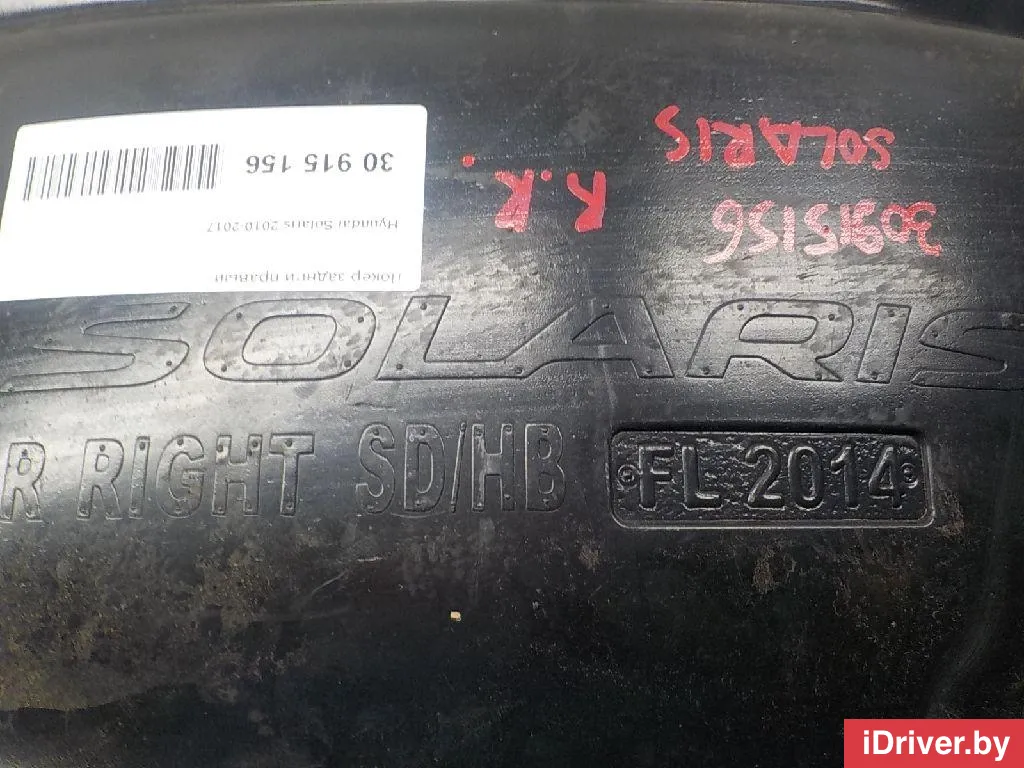 Локер задний правый
Hyundai Solaris 2010-2017
30 915 156
SOLARIS
30915156
R.R.
SOLARIS
R RIGHT SD/HB FL 2014
iDriver.by